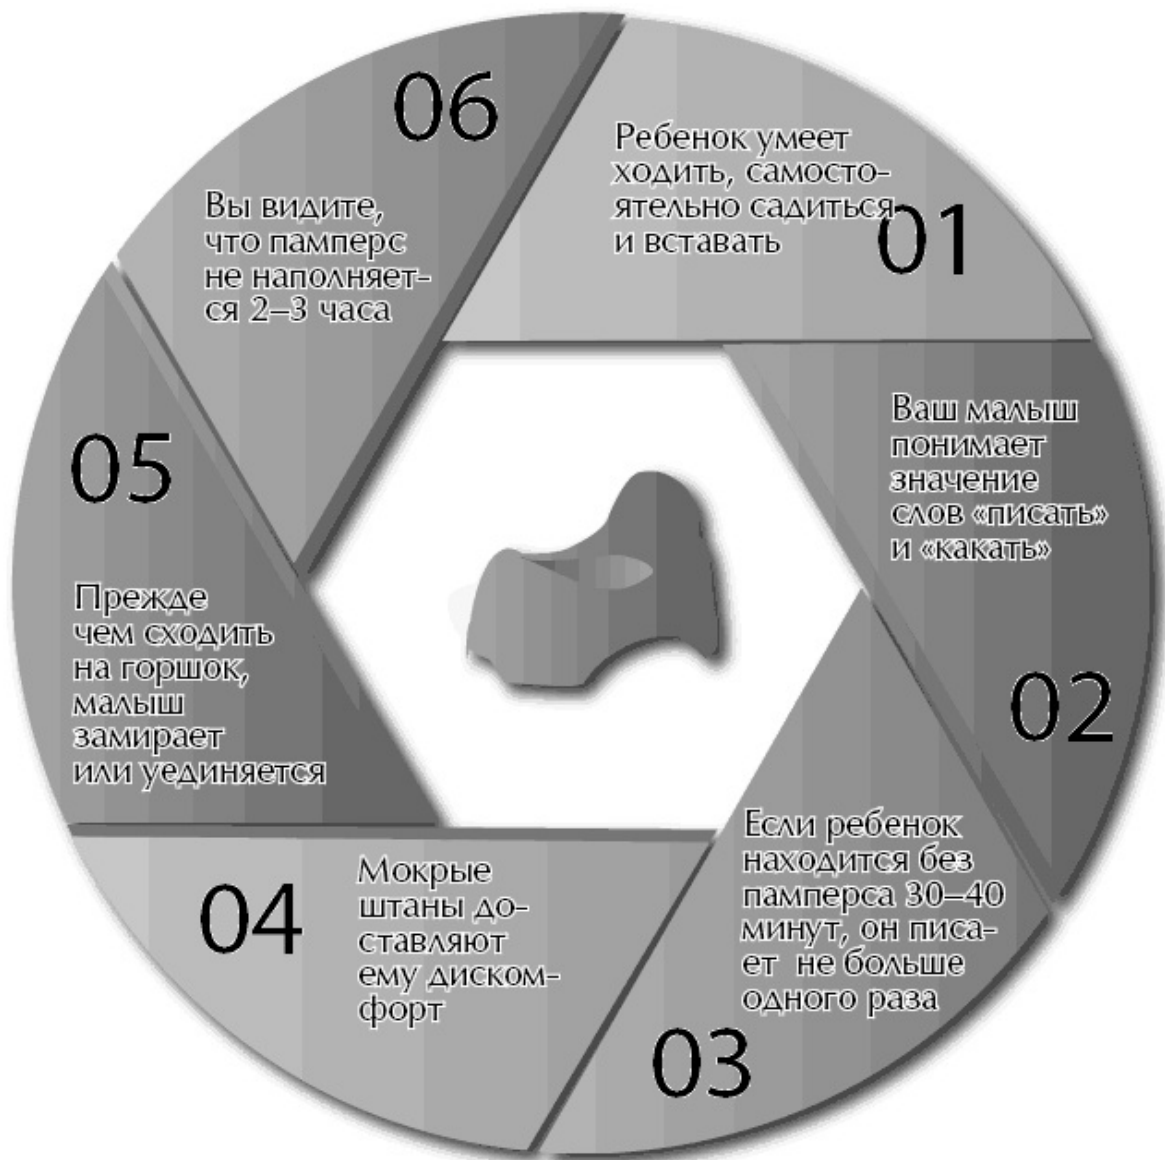 01
Ребенок умеет
ходить, самосто-
ятельно садиться
и вставать
02
Ваш малыш
понимает
значение
слов «писать»
и «какать»
03
Если ребенок
находится без
памперса 30–40
минут, он писа-
ет не больше
одного раза
04
Мокрые
штаны до-
ставляют
ему диском-
форт
05
Прежде
чем сходить
на горшок,
малыш
замирает
или уединяется
06
Вы видите,
что памперс
не наполняет-
ся 2–3 часа